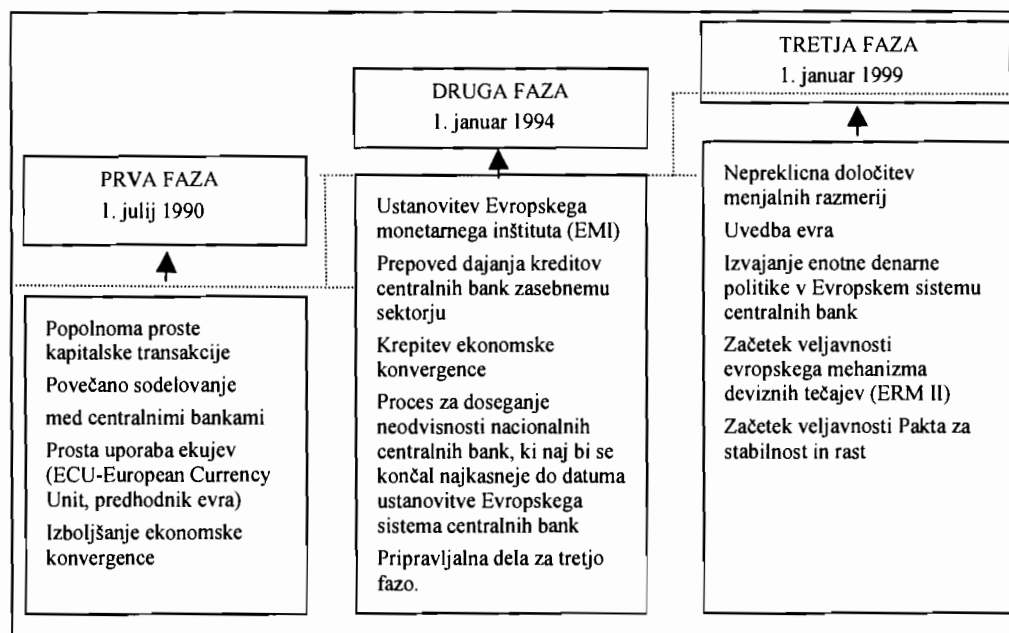 PRVA FAZA
1. julij 1990
Popolnoma proste
kapitalske transakcije
Povečano sodelovanje
med centralnimi bankami
Prosta uporaba ekujev
(ECU-European Currency
Unit, predhodnik evra)
Izboljšanje ekonomske
konvergence
DRUGA FAZA
1. januar 1994
Ustanovitev Evropskega
monetarnega inštituta (EMI)
Prepoved dajanja kreditov
centralnih bank zasebnemu
sektorju
Krepitev ekonomske
konvergence
Proces za doseganje
neodvisnosti nacionalnih
centralnih bank, ki naj bi se
končal najkasneje do datuma
ustanovitve Evropskega
sistema centralnih bank
Pripravljalna dela za tretjo
fazo.
TRETJA FAZA
1. januar 1999
Nepreklicna določitev
menjalnih razmerij
Uvedba evra
Izvajanje enotne denarne
politike v Evropskem sistemu
centralnih bank
Začetek veljavnosti
evropskega mehanizma
deviznih tečajev (ERM II)
Začetek veljavnosti Pakta za
stabilnost in rast